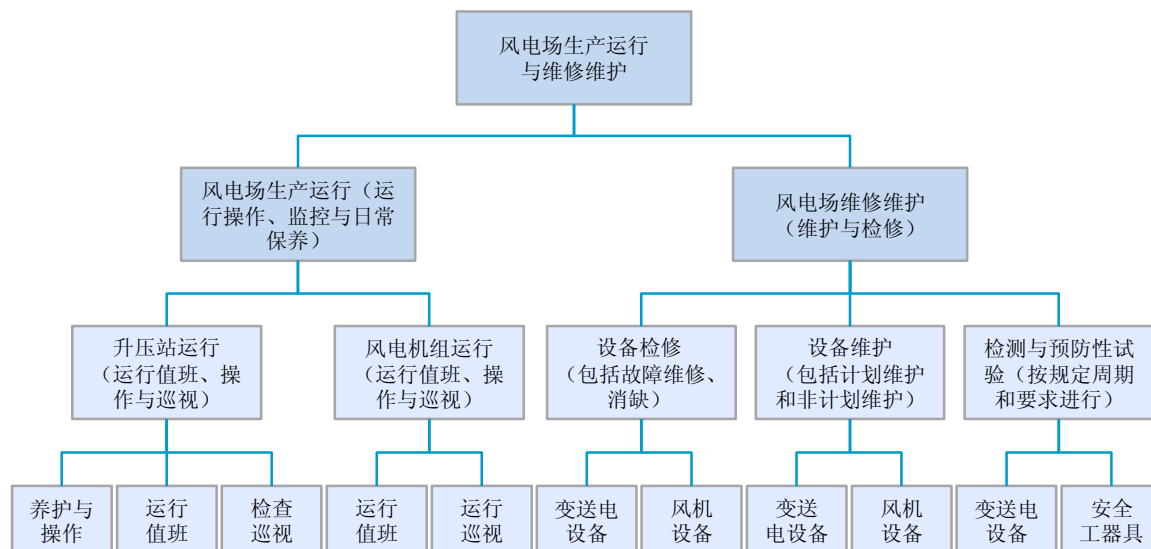 风电场生产运行
与维修维护
风电场生产运行（运
行操作、监控与日常
保养）
风电场维修维护
（维护与检修）
升压站运行
（运行值班、操
作与巡视）
风电机组运行
（运行值班、操
作与巡视）
设备检修
（包括故障维修、
消缺）
设备维护
（包括计划维护
和非计划维护）
检测与预防性试
验（按规定周期
和要求进行）
养护与
操作
运行
值班
检查
巡视
运行
值班
运行
巡视
变送电
设备
风机
设备
变送
电设备
风机
设备
变送电
设备
安全
工器具